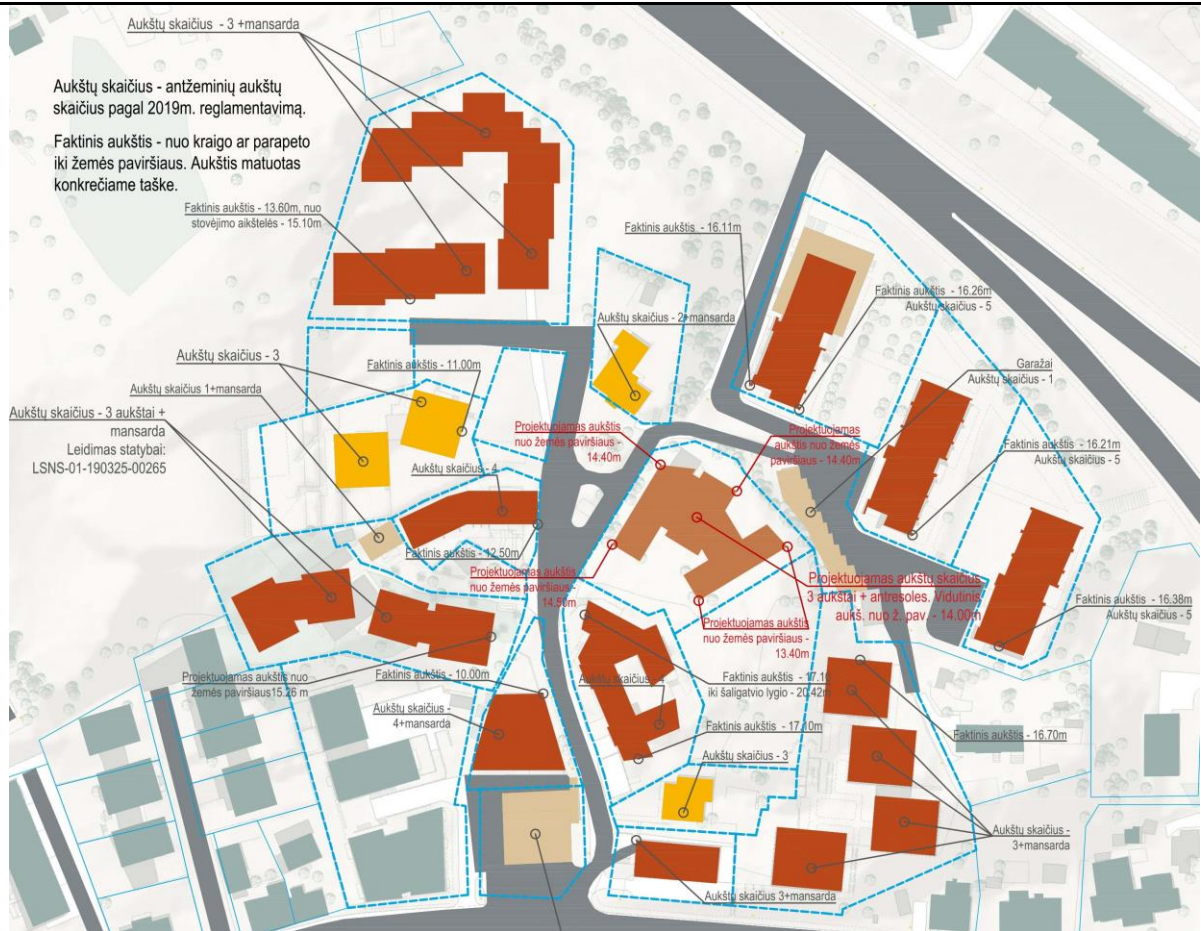 Aukštų skaičius - 3 +mansarda
Aukštų skaičius - antžeminių aukštų
skaičius pagal 2019m. reglamentavimą.
Faktinis aukštis - nuo kraigo ar parapeto
iki žemės paviršiaus. Aukštis matuotas
konkrečiame taške.
Faktinis aukštis - 13.60m, nuo
stovėjimo aikštelės - 15.10m
Faktinis aukštis - 16.11m
Faktinis aukštis - 16.26m
Aukštų skaičius - 5
Aukštų skaičius - 2+mansarda
Aukštų skaičius - 3
Faktinis aukštis - 11.00m
Garažai
Aukštų skaičius - 1
Aukštų skaičius 1+mansarda
Aukštų skaičius - 3 aukštai +
mansarda
Leidimas statybai:
LSNS-01-190325-00265
Projektuojamas aukštis
nuo žemės paviršiaus -
14.40m
Projektuojamas
aukštis nuo žemės
paviršiaus - 14.40m
Faktinis aukštis - 16.21m
Aukštų skaičius - 5
Aukštų skaičius - 4
Faktinis aukštis - 12.50m
Projektuojamas aukštis
nuo žemės paviršiaus -
14.50m
Projektuojamas aukštų skaičius
3 aukštai + antresolės. Vidutinis
aukš. nuo ž. pav. - 14.00m
Faktinis aukštis - 16.38m
Aukštų skaičius - 5
Projektuojamas aukštis
nuo žemės paviršiaus -
13.40m
Projektuojamas aukštis nuo
žemės paviršiaus15.26 m
Faktinis aukštis - 10.00m
Faktinis aukštis - 17.10
iki šaligatvio lygio - 20.42m
Aukštų skaičius - 4
Aukštų skaičius -
4+mansarda
Faktinis aukštis - 17.10m
Faktinis aukštis - 16.70m
Aukštų skaičius - 3
Aukštų skaičius -
3+mansarda
Aukštų skaičius 3+mansarda